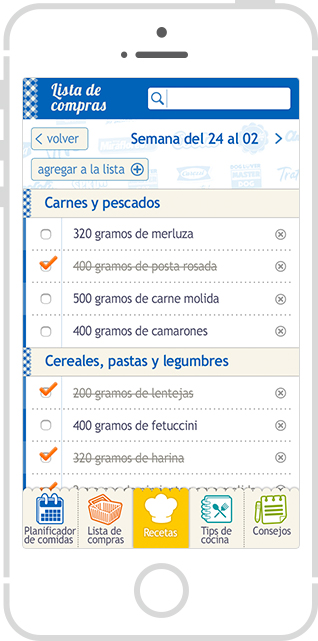 Lista de
compras
volver
Semana del 24 al 02
agregar a la lista
Carnes y pescados
320 gramos de merluza
400 gramos de posta rosada
500 gramos de carne molida
400 gramos de camarones
Cereales, pastas y legumbres
200 gramos de lentejas
400 gramos de fetuccini
320 gramos de harina
Planificador
de comidas
Lista de
compras
Recetas
Tips de
cocina
Consejos